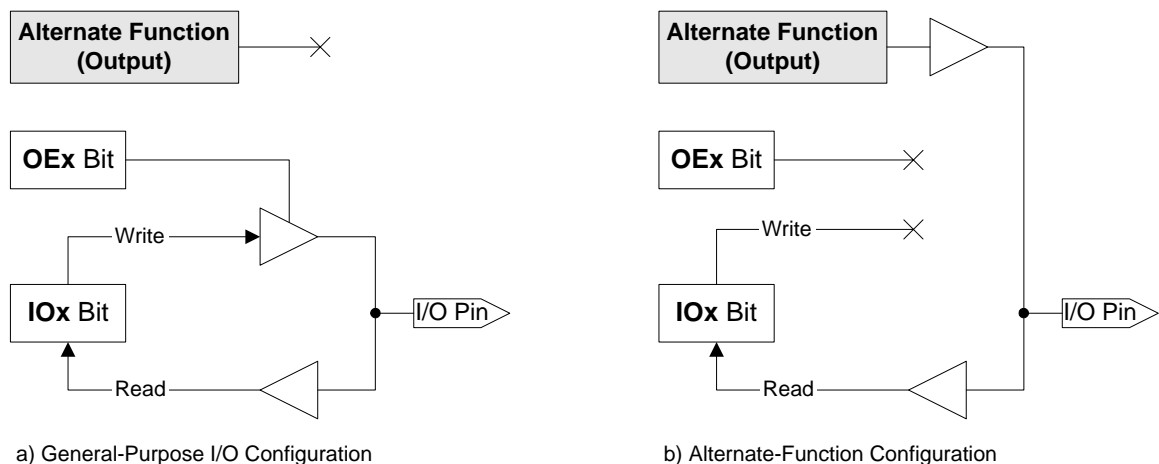 Alternate Function
(Output)
OEx Bit
Write
IOx Bit
I/O Pin
Read
a) General-Purpose I/O Configuration
Alternate Function
(Output)
OEx Bit
Write
IOx Bit
I/O Pin
Read
b) Alternate-Function Configuration